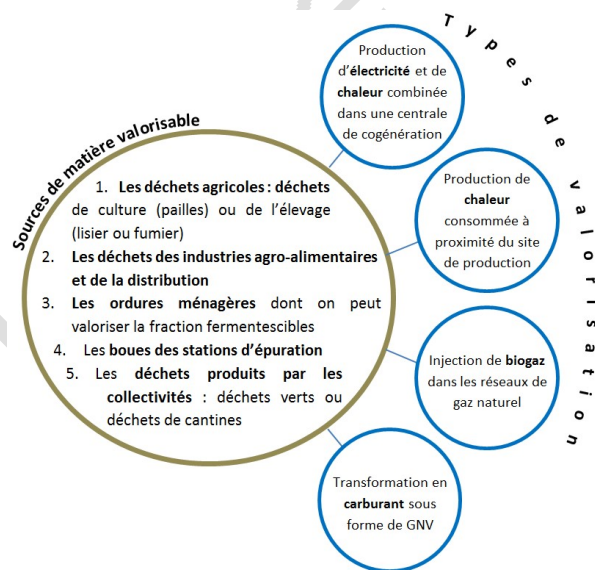 Sources de matière valorisable
1. Les déchets agricoles : déchets
de culture (pailles) ou de l'élevage
(lisier ou fumier)
2. Les déchets des industries agro-alimentaires
et de la distribution
3. Les ordures ménagères dont on peut
valoriser la fraction fermentescibles
4. Les boues des stations d'épuration
5. Les déchets produits par les
collectivités : déchets verts ou
déchets de cantines
Types de valorisation
Production
d'électricité et de
chaleur combinée
dans une centrale
de cogénération
Production de
chaleur
consommée à
proximité du site
de production
Injection de biogaz
dans les réseaux de
gaz naturel
Transformation en
carburant sous
forme de GNV